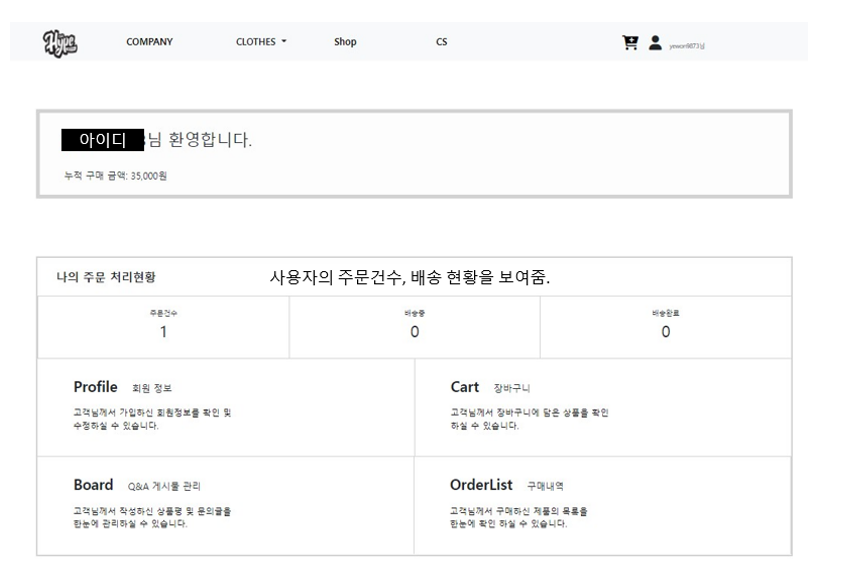 Hype
COMPANY CLOTHES Shop CS
아이디 님 환영합니다.
누적 구매 금액: 35,000원
나의 주문 처리현황 사용자의 주문건수, 배송 현황을 보여줌.
주문건수 배송중 배송완료
1 0 0
Profile 회원 정보
고객님께서 가입하신 회원정보를 확인 및
수정하실 수 있습니다.
Cart 장바구니
고객님께서 장바구니에 담은 상품을 확인
하실 수 있습니다.
Board Q&A 게시물 관리
고객님께서 작성하신 상품평 및 문의글을
한눈에 관리하실 수 있습니다.
OrderList 구매내역
고객님께서 구매하신 제품의 목록을
한눈에 확인 하실 수 있습니다.